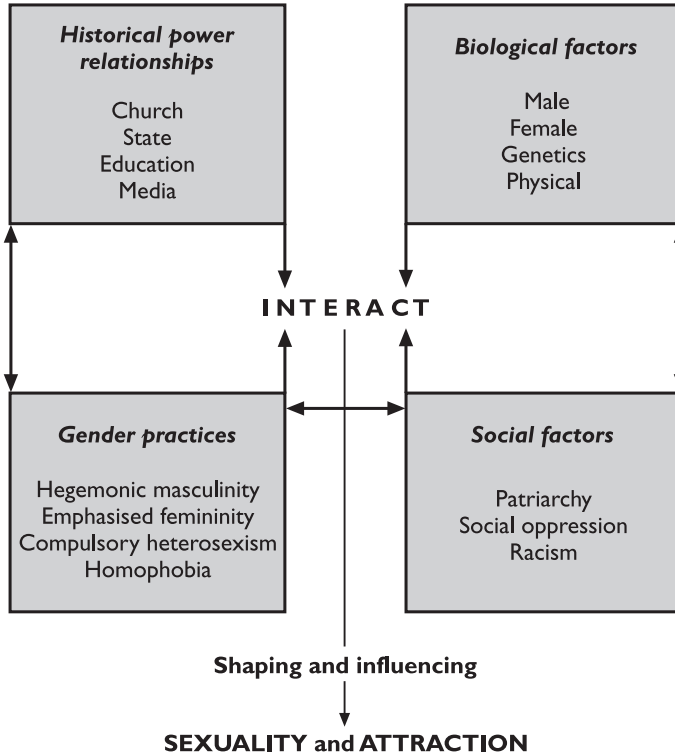 Historical power
relationships
Church
State
Education
Media
Biological factors
Male
Female
Genetics
Physical
INTERACT
Gender practices
Hegemonic masculinity
Emphasised femininity
Compulsory heterosexism
Homophobia
Social factors
Patriarchy
Social oppression
Racism
Shaping and influencing
SEXUALITY and ATTRACTION